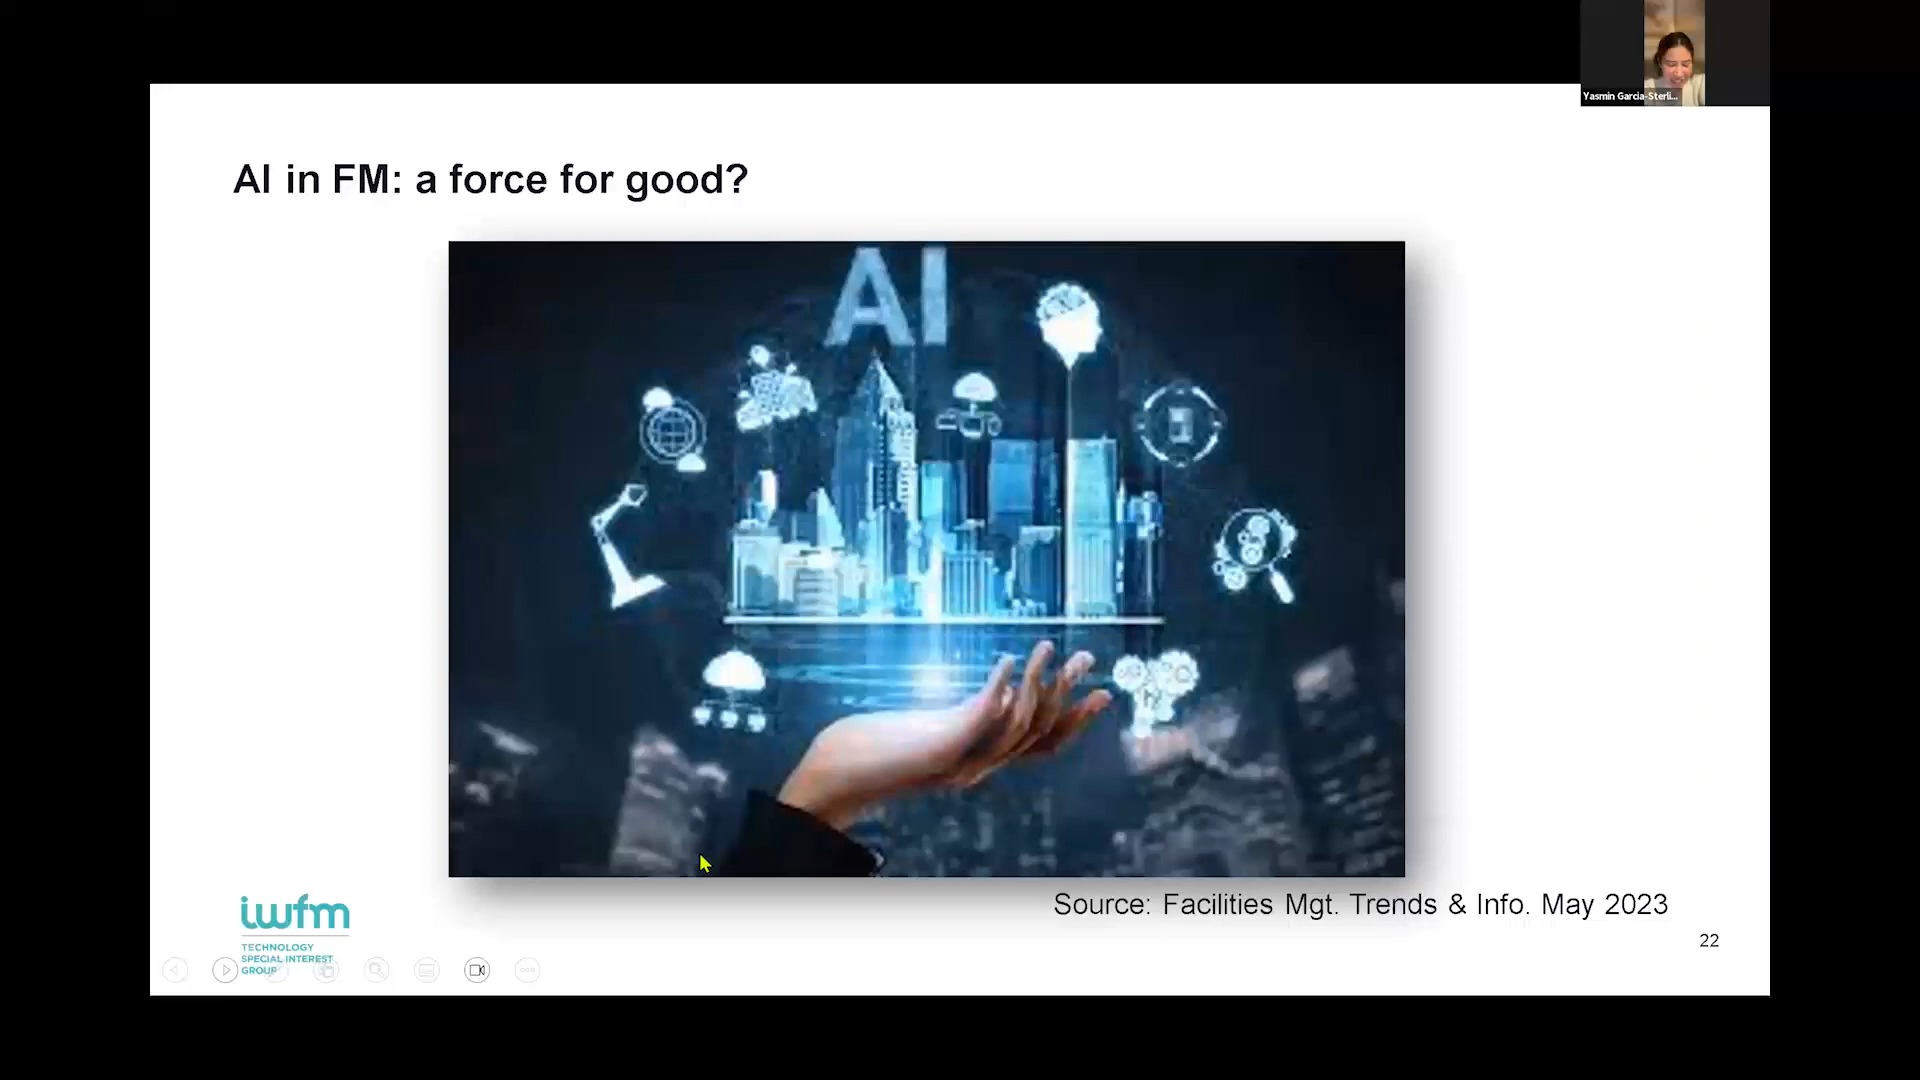 Yasmin Garcia-Sterli...
AI in FM: a force for good?
AI
Source: Facilities Mgt. Trends & Info. May 2023
iwfm
TECHNOLOGY
SPECIAL INTEREST
GROUP
22